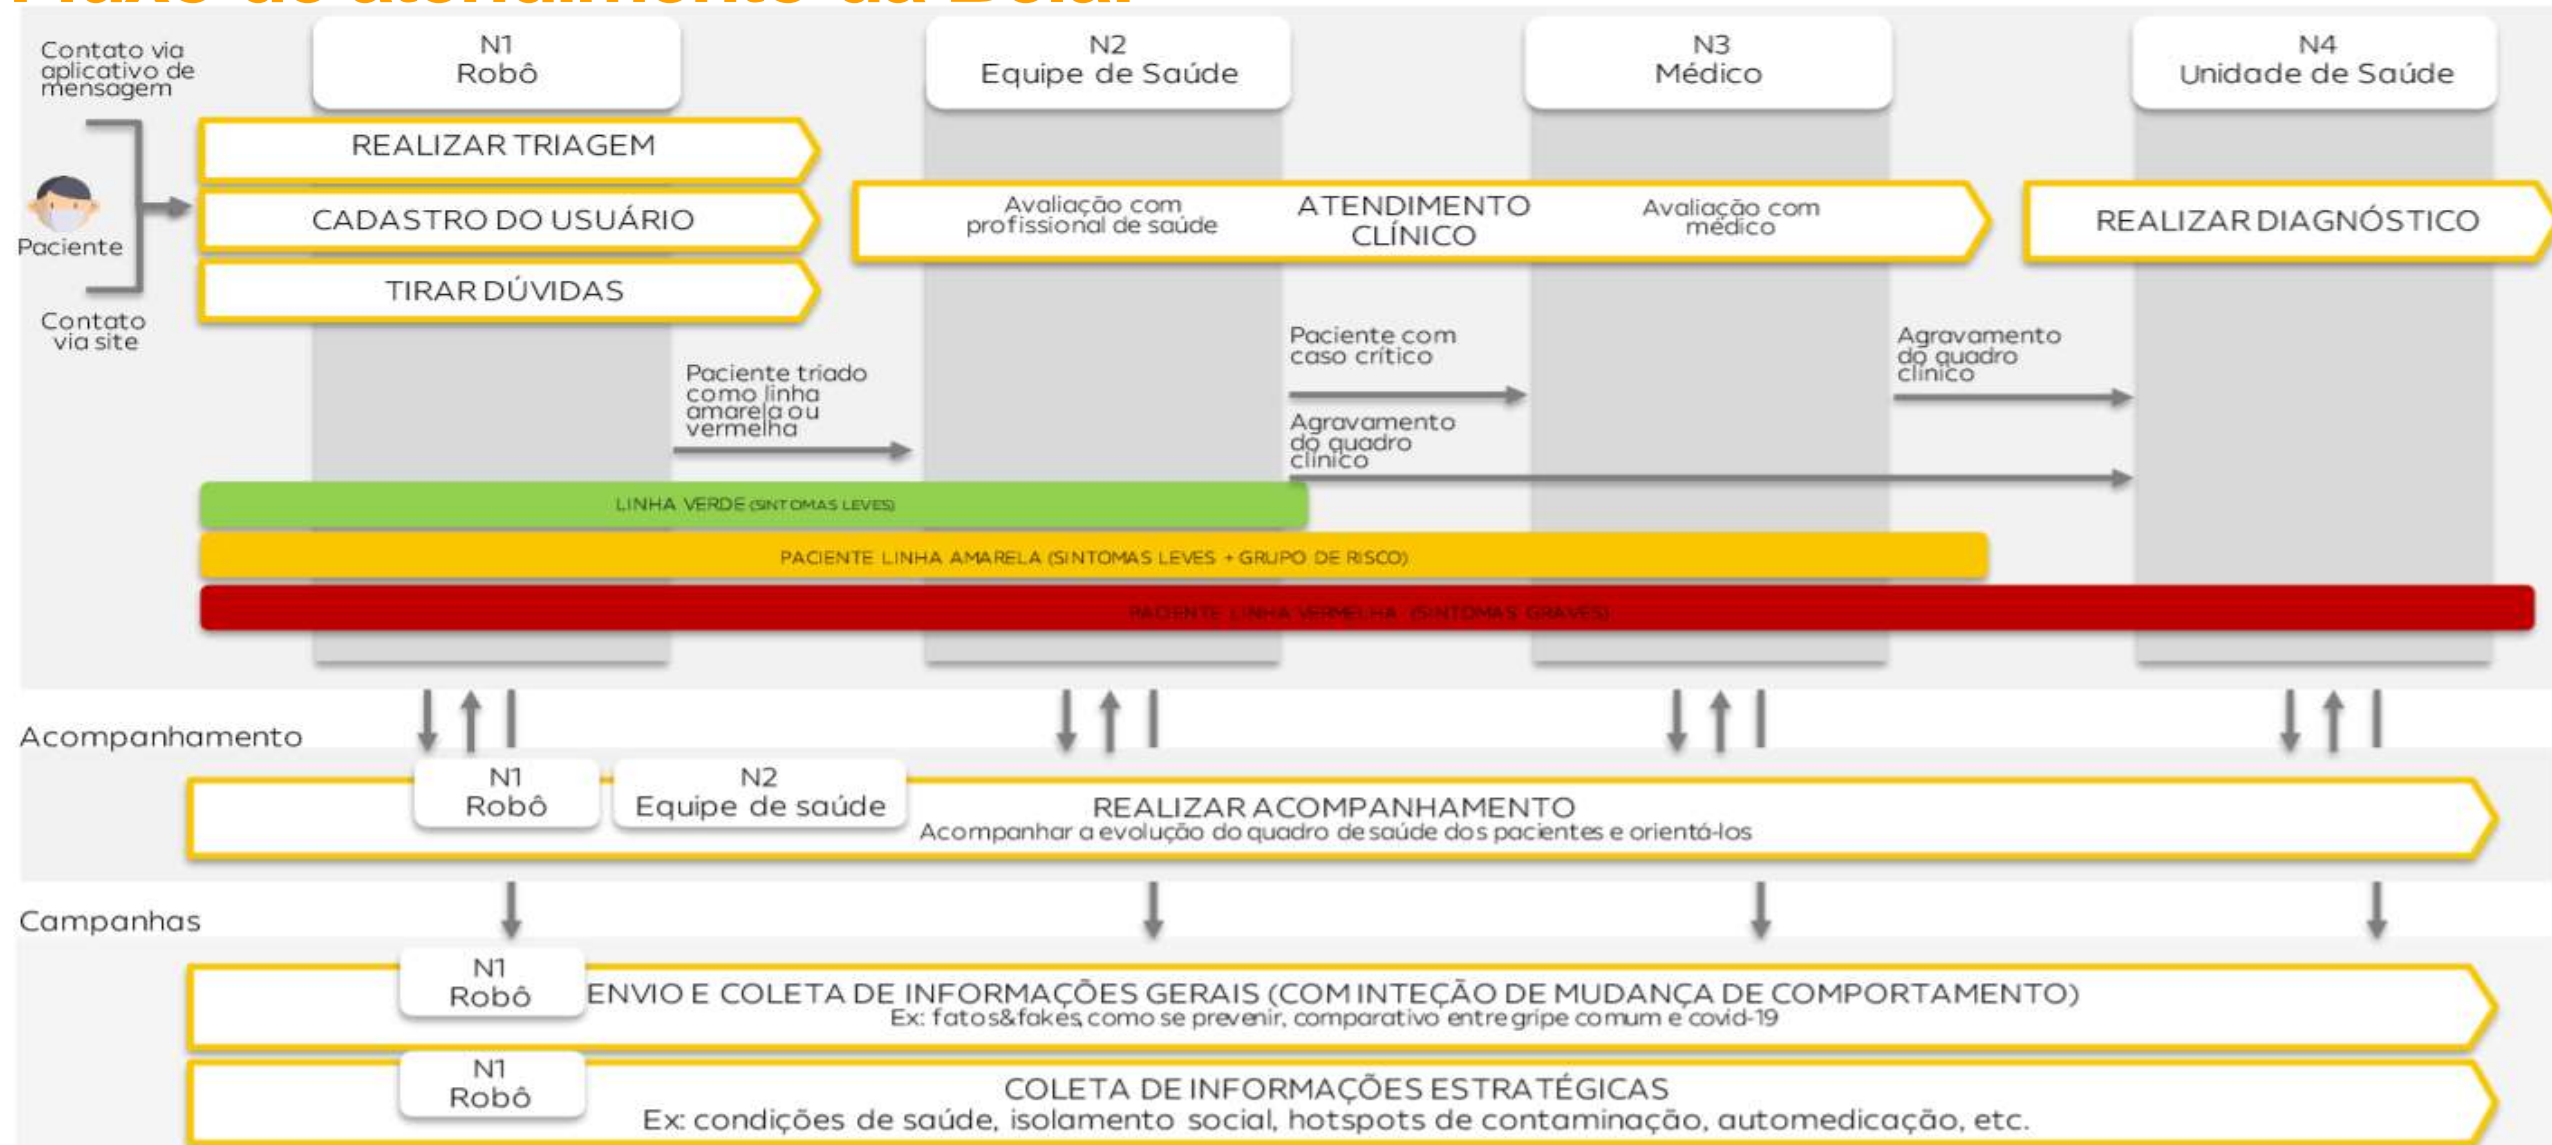 Contato via
aplicativo de
mensagem
N1
Robô
N2
Equipe de Saúde
N3
Médico
N4
Unidade de Saúde
REALIZAR TRIAGEM
CADASTRO DO USUÁRIO
TIRAR DÚVIDAS
Paciente
Contato
via site
Avaliação com
profissional de saúde
ATENDIMENTO
CLÍNICO
Avaliação com
médico
REALIZAR DIAGNÓSTICO
Paciente triado
como linha
amarela ou
vermelha
Paciente com
caso crítico
Agravamento
do quadro
clínico
Agravamento
do quadro
clínico
LINHA VERDE (SINTOMAS LEVES)
PACIENTE LINHA AMARELA (SINTOMAS LEVES + GRUPO DE RISCO)
PACIENTE LINHA VERMELHA (SINTOMAS GRAVES)
Acompanhamento
N1
Robô
N2
Equipe de saúde
REALIZAR ACOMPANHAMENTO
Acompanhar a evolução do quadro de saúde dos pacientes e orientá-los
Campanhas
N1
Robô
ENVIO E COLETA DE INFORMAÇÕES GERAIS (COM INTEÇÃO DE MUDANÇA DE COMPORTAMENTO)
Ex: fatos&fakes, como se prevenir, comparativo entre gripe comum e covid-19
N1
Robô
COLETA DE INFORMAÇÕES ESTRATÉGICAS
Ex: condições de saúde, isolamento social, hotspots de contaminação, automedicação, etc.